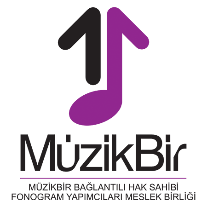 MüzikBir
MÜZİKBİR BAĞLANTILI HAK SAHİBİ
FONOGRAM YAPIMCILARI MESLEK BİRLİĞİ